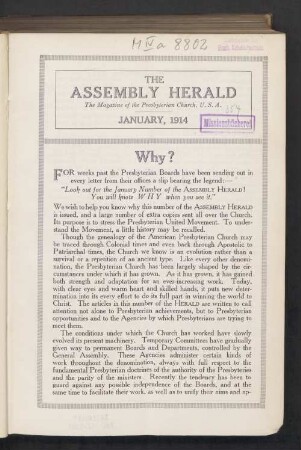 M IV a 8802
THE
ASSEMBLY HERALD
The Magazine of the Presbyterian Church, U. S. A.
JANUARY, 1914
Why?
FOR weeks past the Presbyterian Boards have been sending out in
every letter from their offices a slip bearing the legend:—
"Look out for the January Number of the ASSEMBLY HERALD!
You will know WHY when you see it."
We wish to help you know why this number of the ASSEMBLY HERALD
is issued, and a large number of extra copies sent all over the Church.
Its purpose is to stress the Presbyterian United Movement. To under-
stand the Movement, a little history may be recalled.
Though the genealogy of the American Presbyterian Church may
be traced through Colonial times and even back through Apostolic to
Patriarchal times, the Church we know is an evolution rather than a
survival or a repetition of an ancient type. Like every other denomi-
nation, the Presbyterian Church has been largely shaped by the cir-
cumstances under which it has grown. As it has grown, it has gained
both strength and adaptation for an ever-increasing work. Today,
with clear eyes and warm heart and skilled hands, it puts new deter-
mination into its every effort to do its full part in winning the world to
Christ. The articles in this number of the HERALD are written to call
attention not alone to Presbyterian achievements, but to Presbyterian
opportunities and to the Agencies by which Presbyterians are trying to
meet them.
The conditions under which the Church has worked have slowly
evolved its present machinery. Temporary Committees have gradually
given way to permanent Boards and Departments, controlled by the
General Assembly. These Agencies administer certain kinds of
work throughout the denomination, always with full respect to the
fundamental Presbyterian doctrines of the authority of the Presbyteries
and the parity of the ministers. Recently the tendency has been to
guard against any possible independence of the Boards, and at the
same time to facilitate their work, as well as to unify their aims and ap-